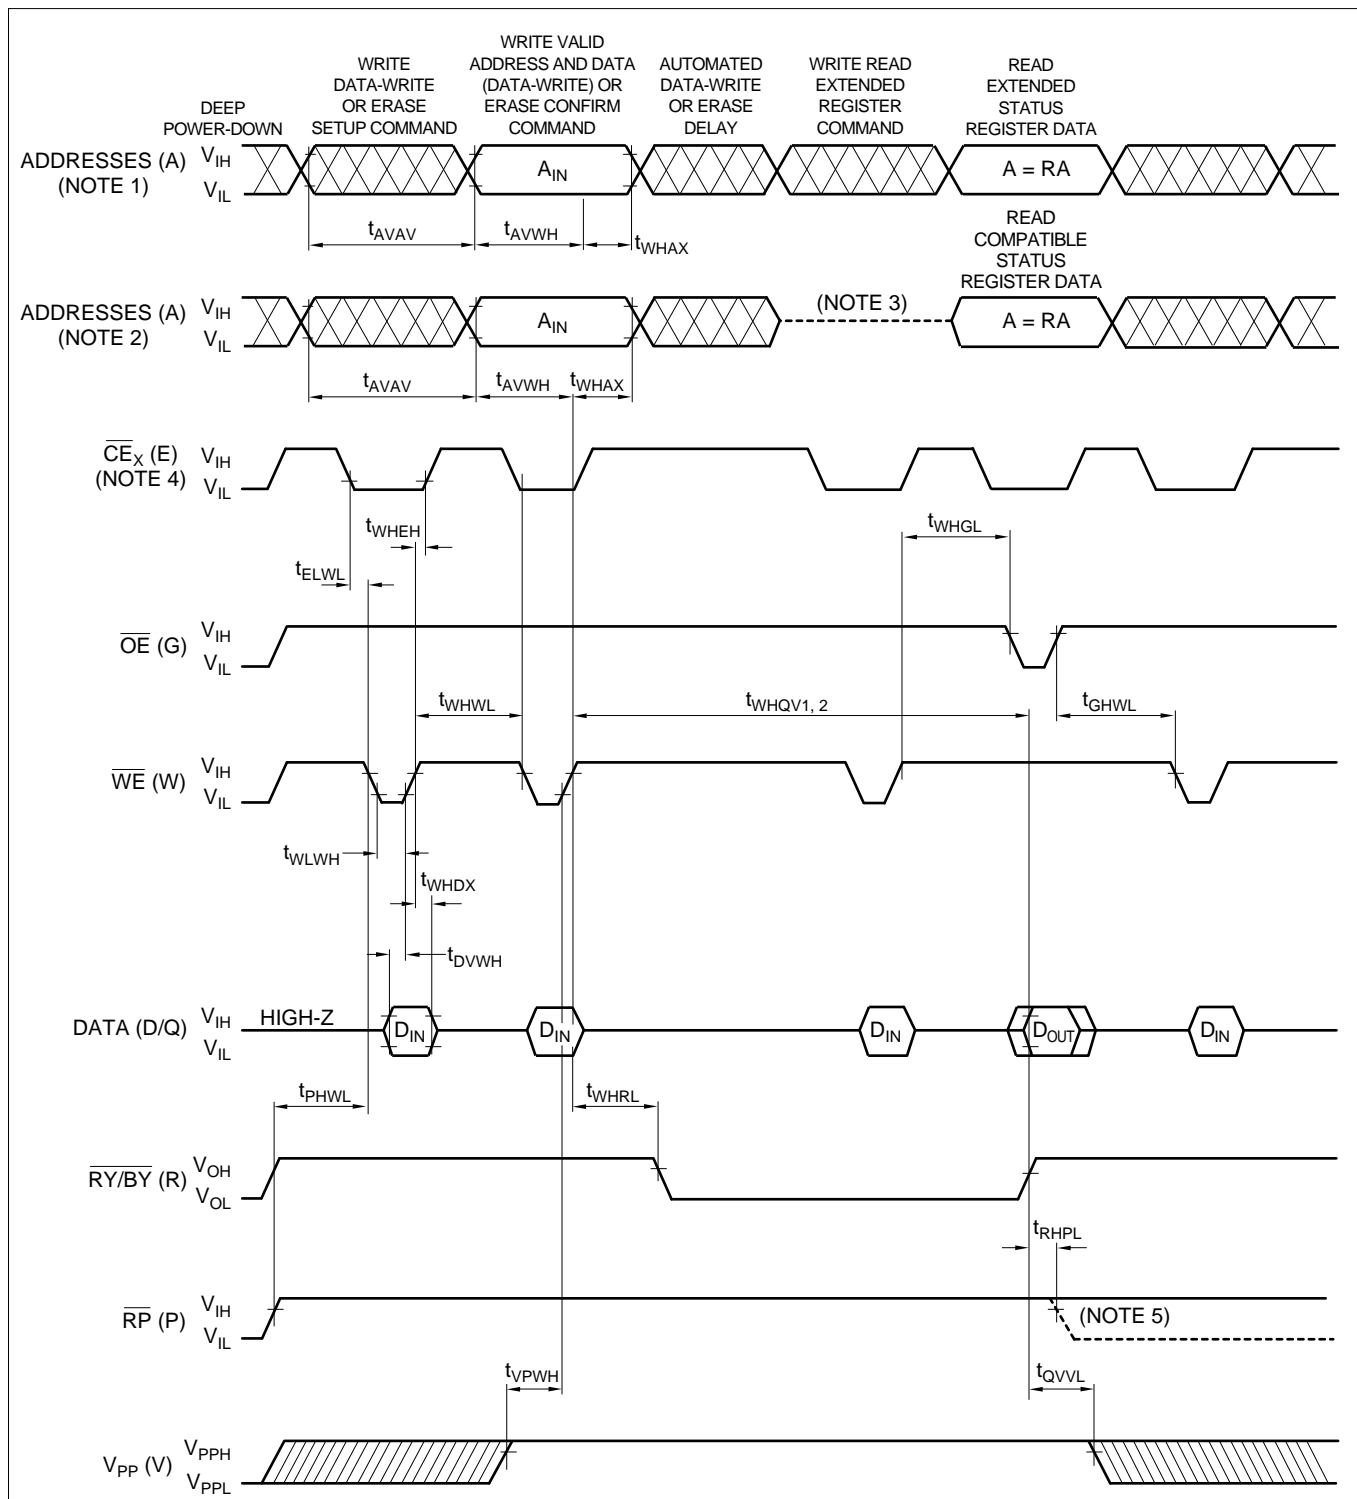 DEEP
POWER-DOWN
WRITE
DATA-WRITE
OR ERASE
SETUP COMMAND
WRITE VALID
ADDRESS AND DATA
(DATA-WRITE) OR
ERASE CONFIRM
COMMAND
AUTOMATED
DATA-WRITE
OR ERASE
DELAY
WRITE READ
EXTENDED
REGISTER
COMMAND
READ
EXTENDED
STATUS
REGISTER DATA
ADDRESSES (A)
(NOTE 1)
VIH
VIL
AIN
A = RA
tAVAV
tAVWH
tWHAX
READ
COMPATIBLE
STATUS
REGISTER DATA
ADDRESSES (A)
(NOTE 2)
VIH
VIL
AIN
(NOTE 3)
A = RA
tAVAV
tAVWH
tWHAX
CEX (E)
(NOTE 4)
VIH
VIL
tWHEH
tWHGL
tELWL
OE (G)
VIH
VIL
tWHWL
tWHQV1, 2
tGHWL
WE (W)
VIH
VIL
tWLWH
tWHDX
tDVWH
DATA (D/Q)
VIH
VIL
HIGH-Z
DIN
DIN
DIN
DOUT
DIN
tPHWL
tWHRL
RY/BY (R)
VOH
VOL
tRHPL
RP (P)
VIH
VIL
(NOTE 5)
tVPWH
tQVVL
VPP (V)
VPPH
VPPL